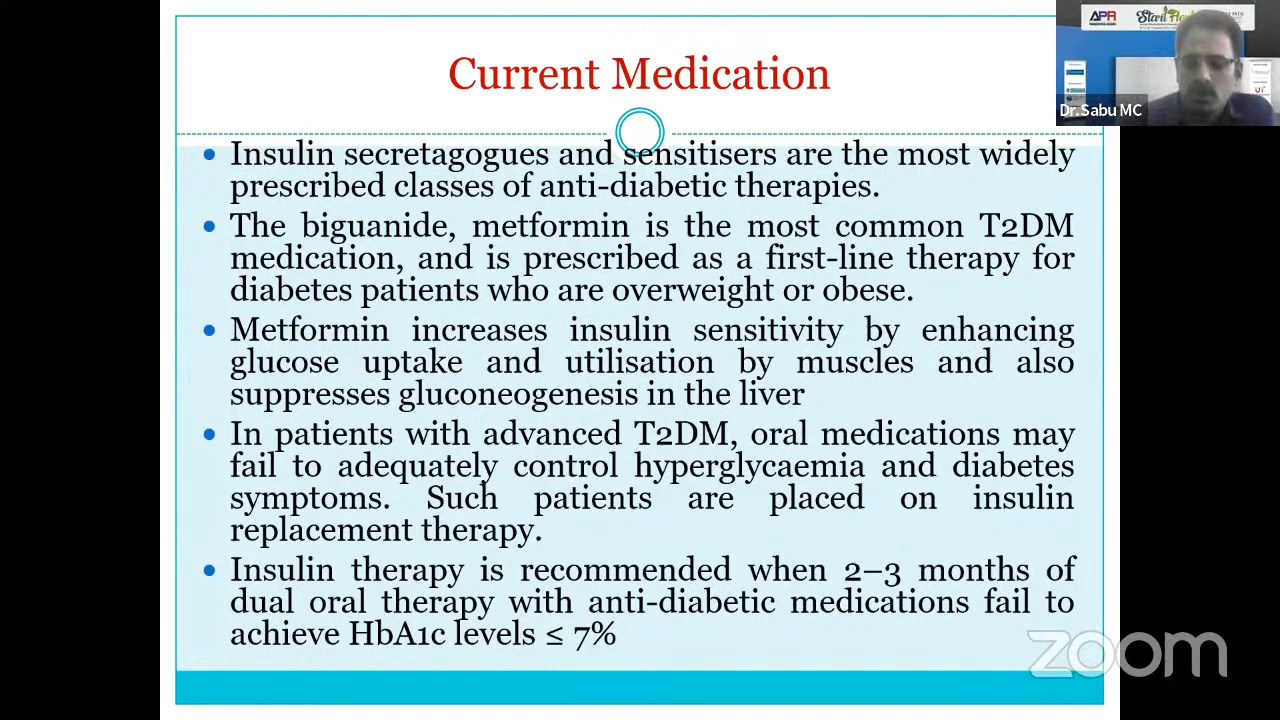 Current Medication
APR
Dr.Sabu MC
Insulin secretagogues and sensitisers are the most widely
prescribed classes of anti-diabetic therapies.
The biguanide, metformin is the most common T2DM
medication, and is prescribed as a first-line therapy for
diabetes patients who are overweight or obese.
Metformin increases insulin sensitivity by enhancing
glucose uptake and utilisation by muscles and also
suppresses gluconeogenesis in the liver
In patients with advanced T2DM, oral medications may
fail to adequately control hyperglycaemia and diabetes
symptoms. Such patients are placed on insulin
replacement therapy.
Insulin therapy is recommended when 2–3 months of
dual oral therapy with anti-diabetic medications fail to
achieve HbA1c levels ≤ 7%
zoom